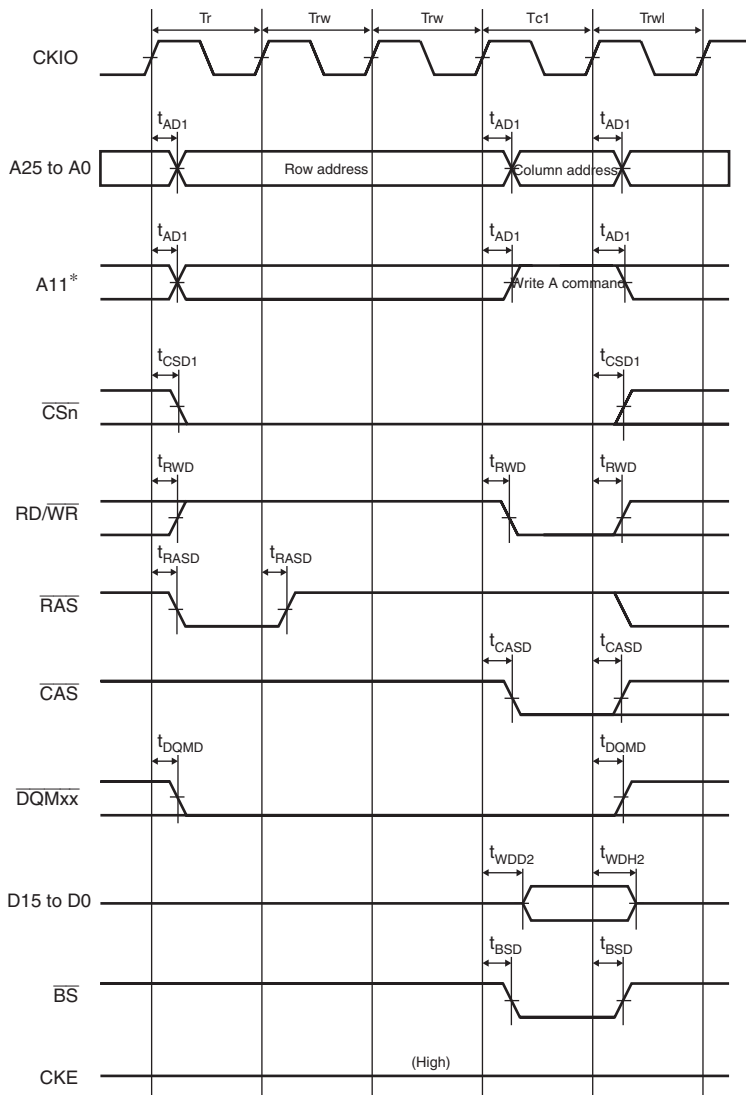 Tr Trw Trw Tc1 Trwl
CKIO
tAD1 tAD1 tAD1
A25 to A0 Row address Column address
tAD1 tAD1 tAD1
A11* Write A command
tCSD1 tCSD1
CSn
tRWD tRWD tRWD
RD/WR
tRASD tRASD
RAS
tCASD tCASD
CAS
tDQMD tDQMD
DQMxx
tWDD2 tWDH2
D15 to D0
tBSD tBSD
BS
(High)
CKE